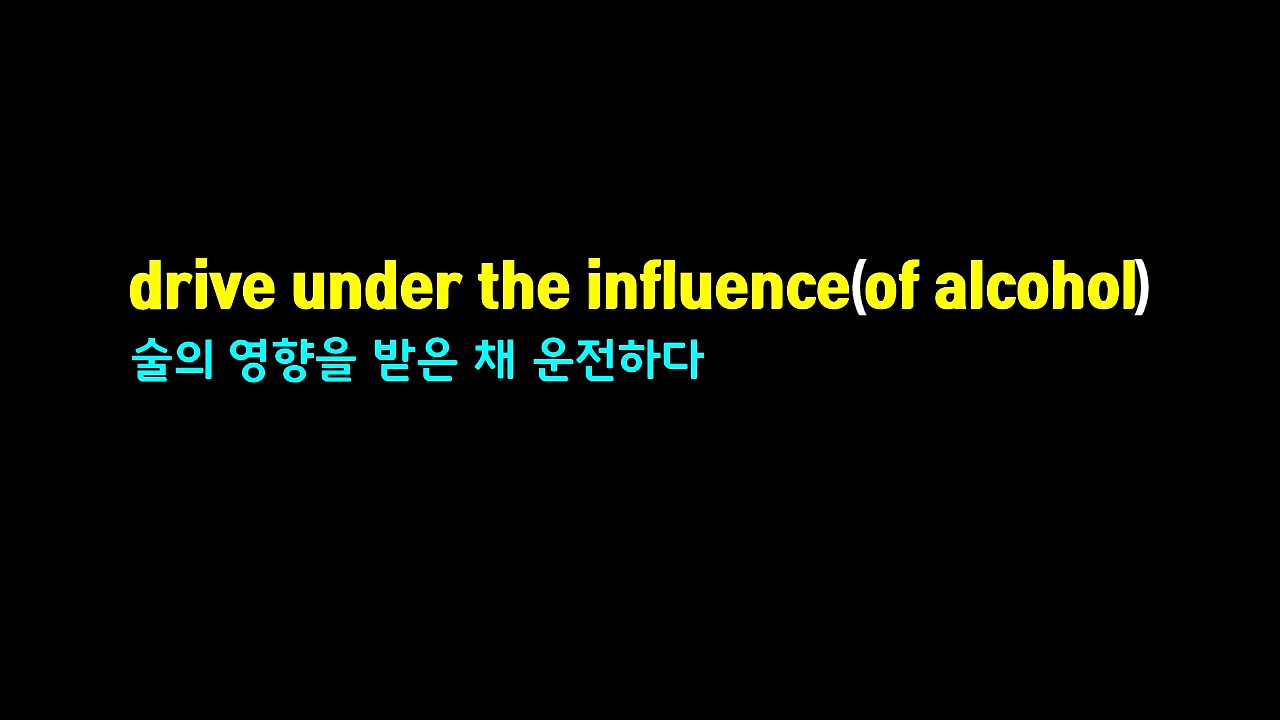 drive under the influence(of alcohol)
술의 영향을 받은 채 운전하다